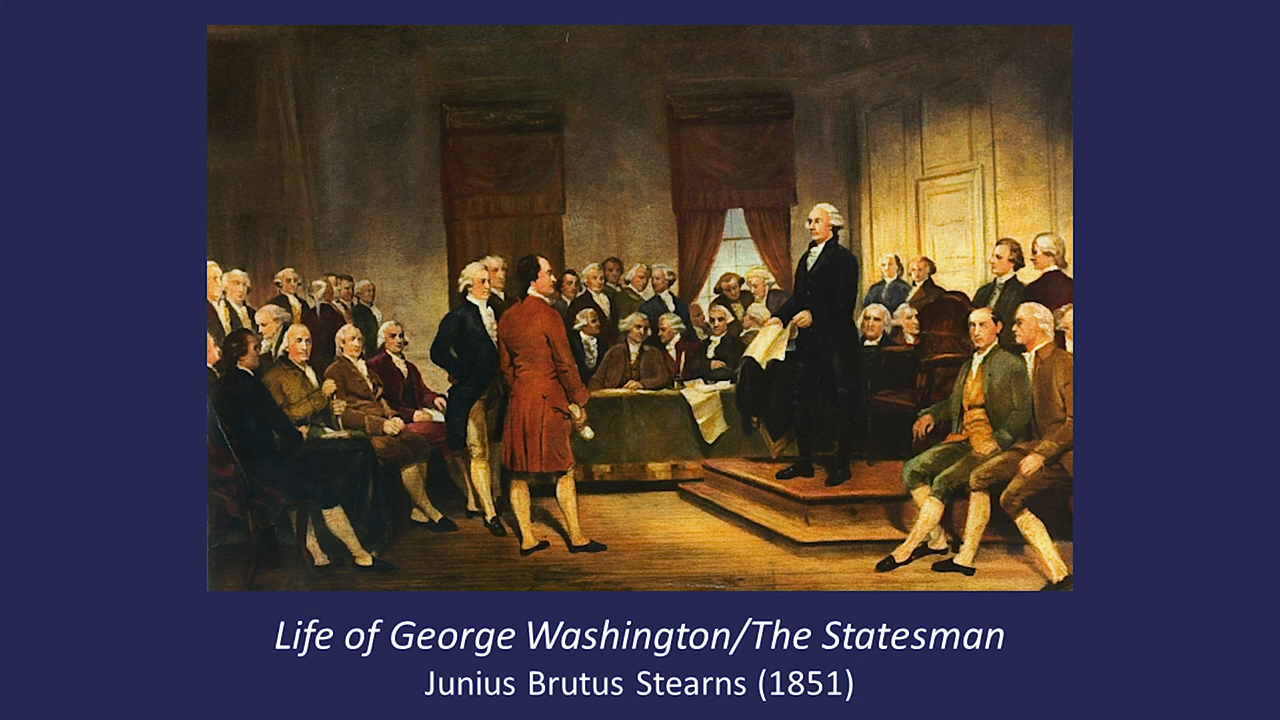 Life of George Washington/The Statesman
Junius Brutus Stearns (1851)